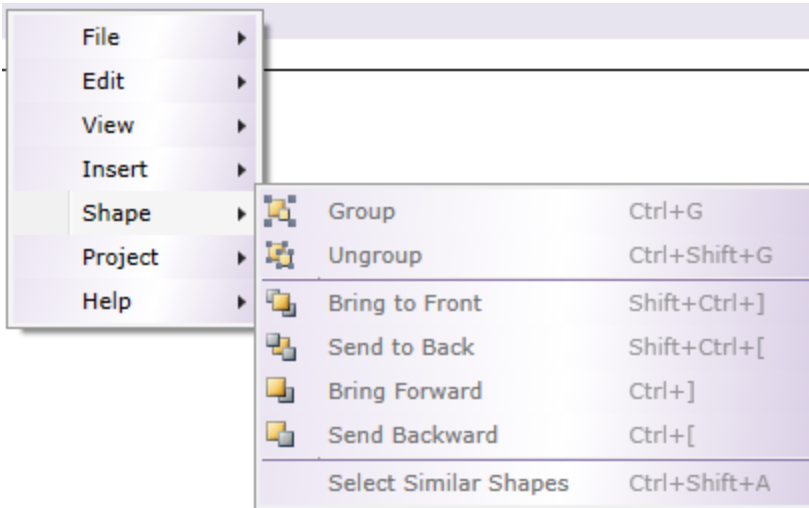 File
Edit
View
Insert
Shape
Project
Help
Group Ctrl+G
Ungroup Ctrl+Shift+G
Bring to Front Shift+Ctrl+]
Send to Back Shift+Ctrl+[
Bring Forward Ctrl+]
Send Backward Ctrl+[
Select Similar Shapes Ctrl+Shift+A